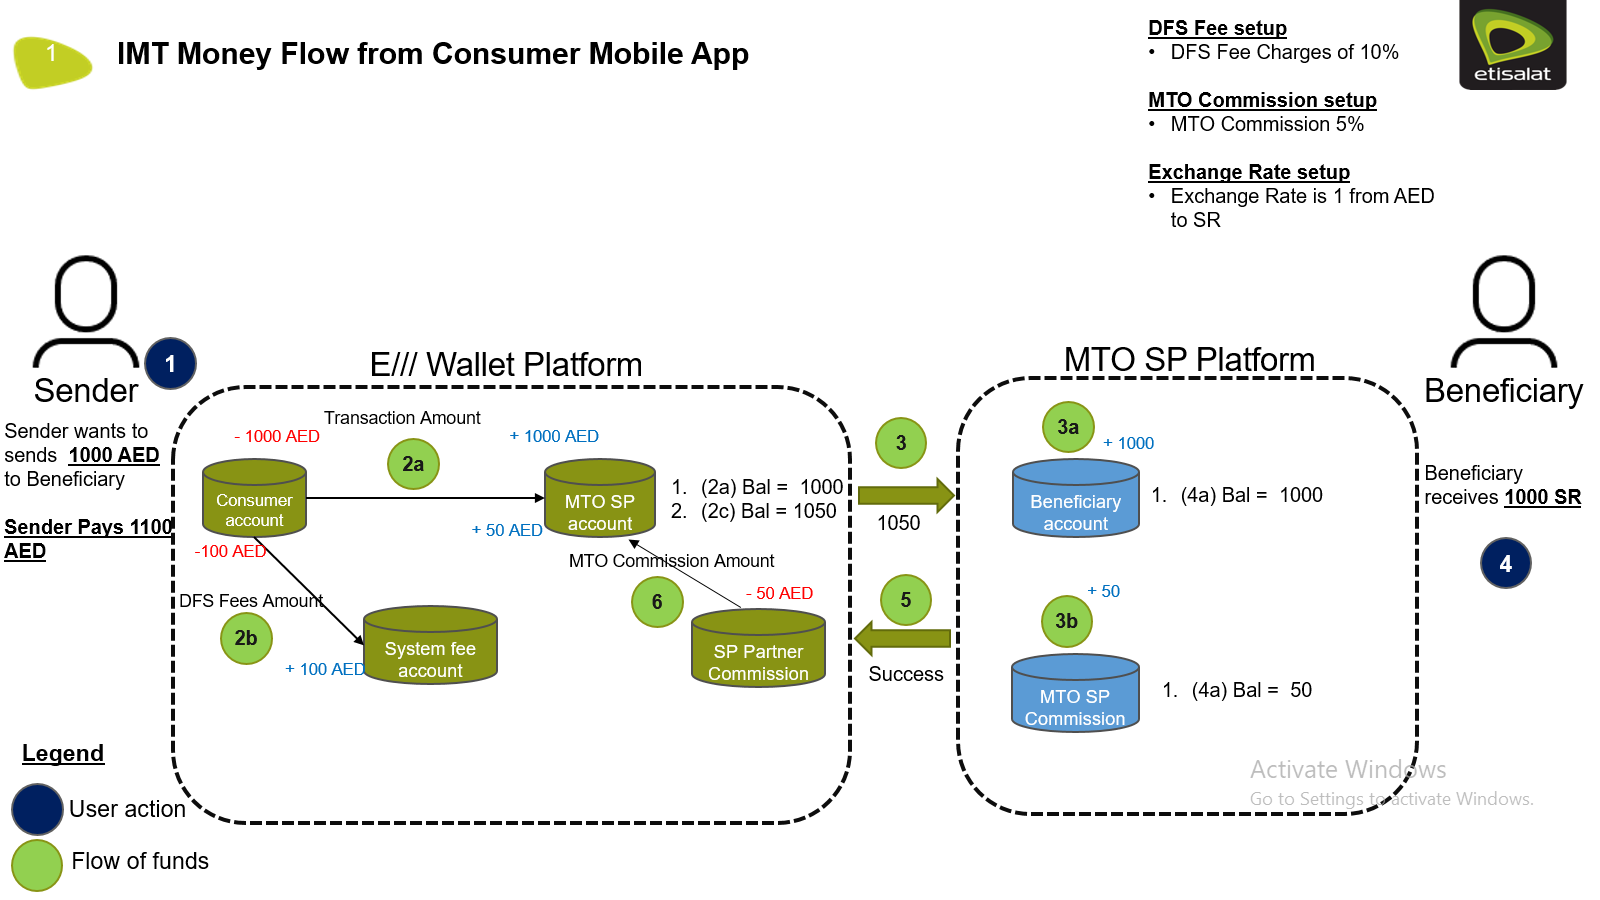 1
IMT Money Flow from Consumer Mobile App
DFS Fee setup
• DFS Fee Charges of 10%
MTO Commission setup
• MTO Commission 5%
Exchange Rate setup
• Exchange Rate is 1 from AED
to SR
etisalat
Sender
1
Sender wants to
sends 1000 AED
to Beneficiary
Sender Pays 1100
AED
E/// Wallet Platform
Transaction Amount
- 1000 AED
2a
+ 1000 AED
Consumer
account
MTO SP
account
1. (2a) Bal = 1000
2. (2c) Bal = 1050
+ 50 AED
-100 AED
MTO Commission Amount
DFS Fees Amount
6
- 50 AED
2b
System fee
account
+ 100 AED
SP Partner
Commission
3
1050
5
Success
MTO SP Platform
3a
+ 1000
Beneficiary
account
1. (4a) Bal = 1000
+ 50
3b
MTO SP
Commission
1. (4a) Bal = 50
Beneficiary
Beneficiary
receives 1000 SR
4
Legend
User action
Flow of funds
Activate Windows
Go to Settings to activate Windows.